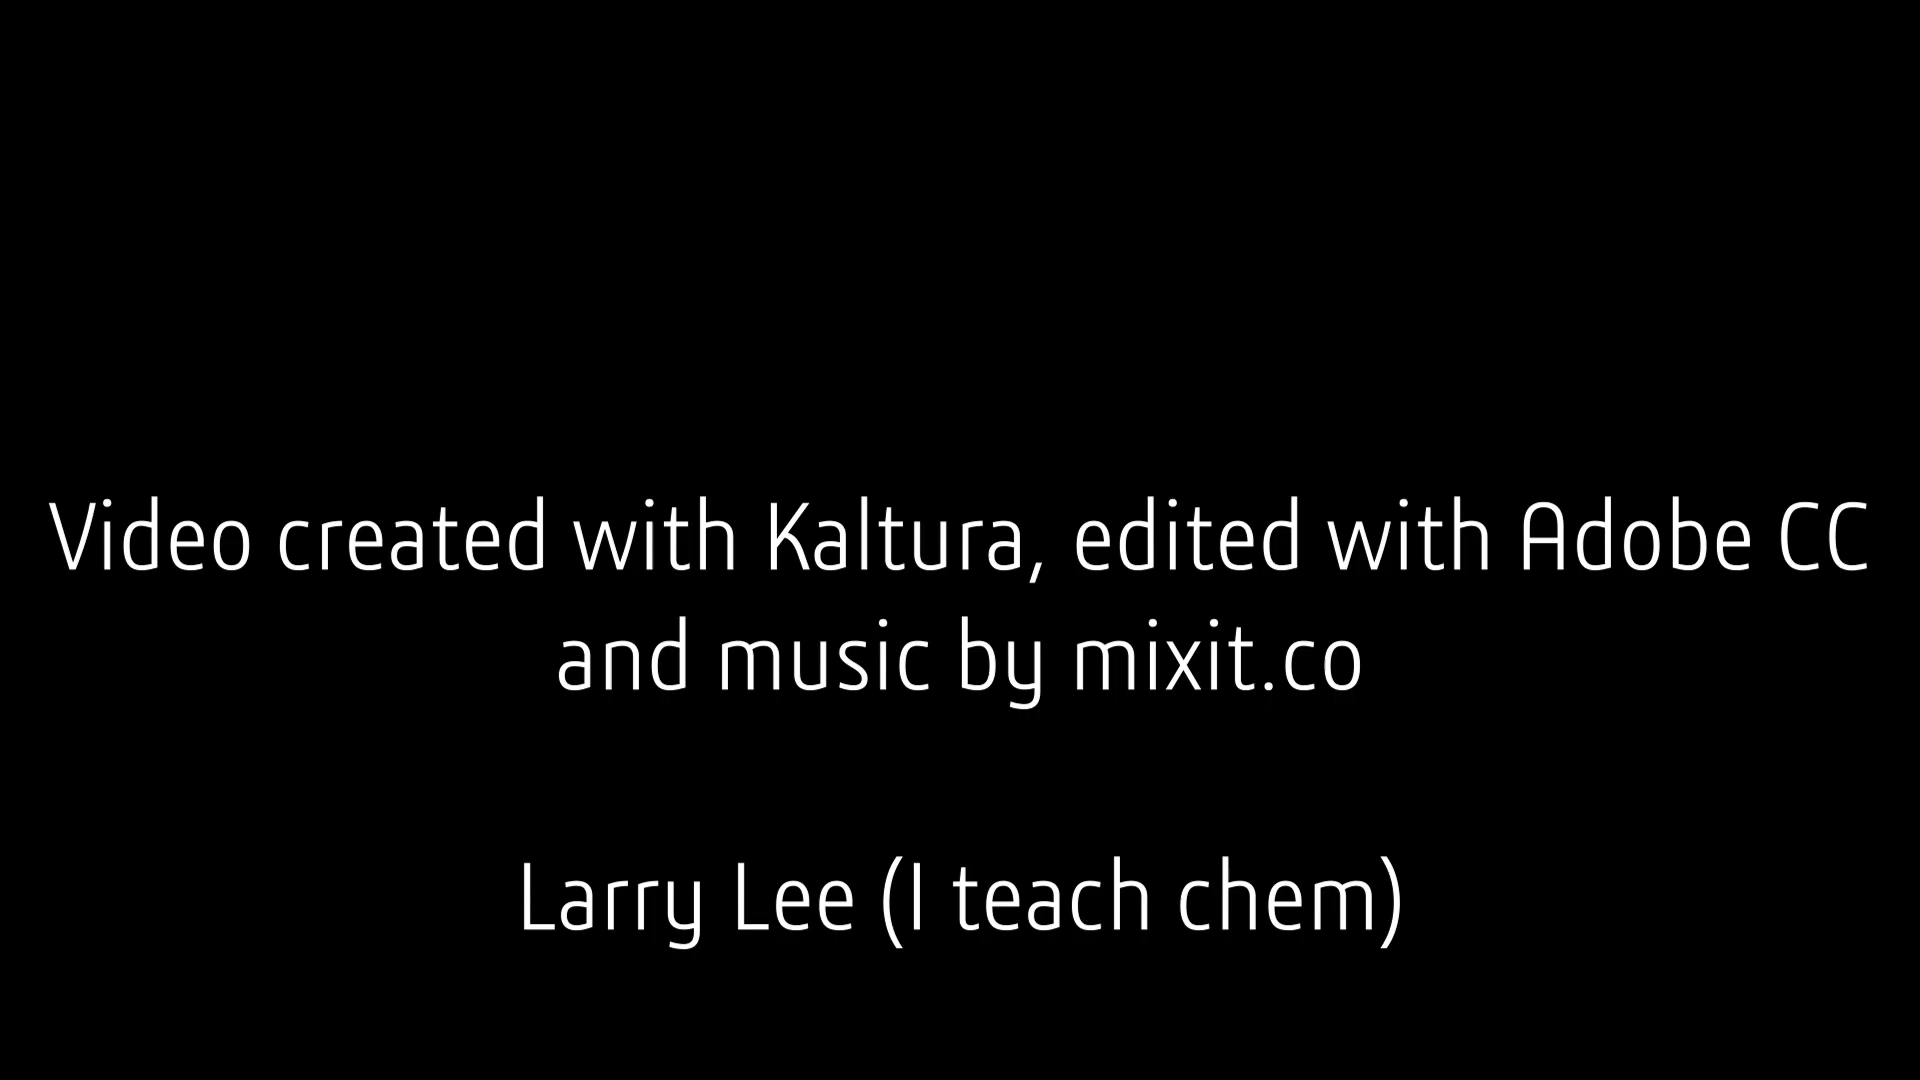 Video created with Kaltura, edited with Adobe CC
and music by mixit.co
Larry Lee (I teach chem)